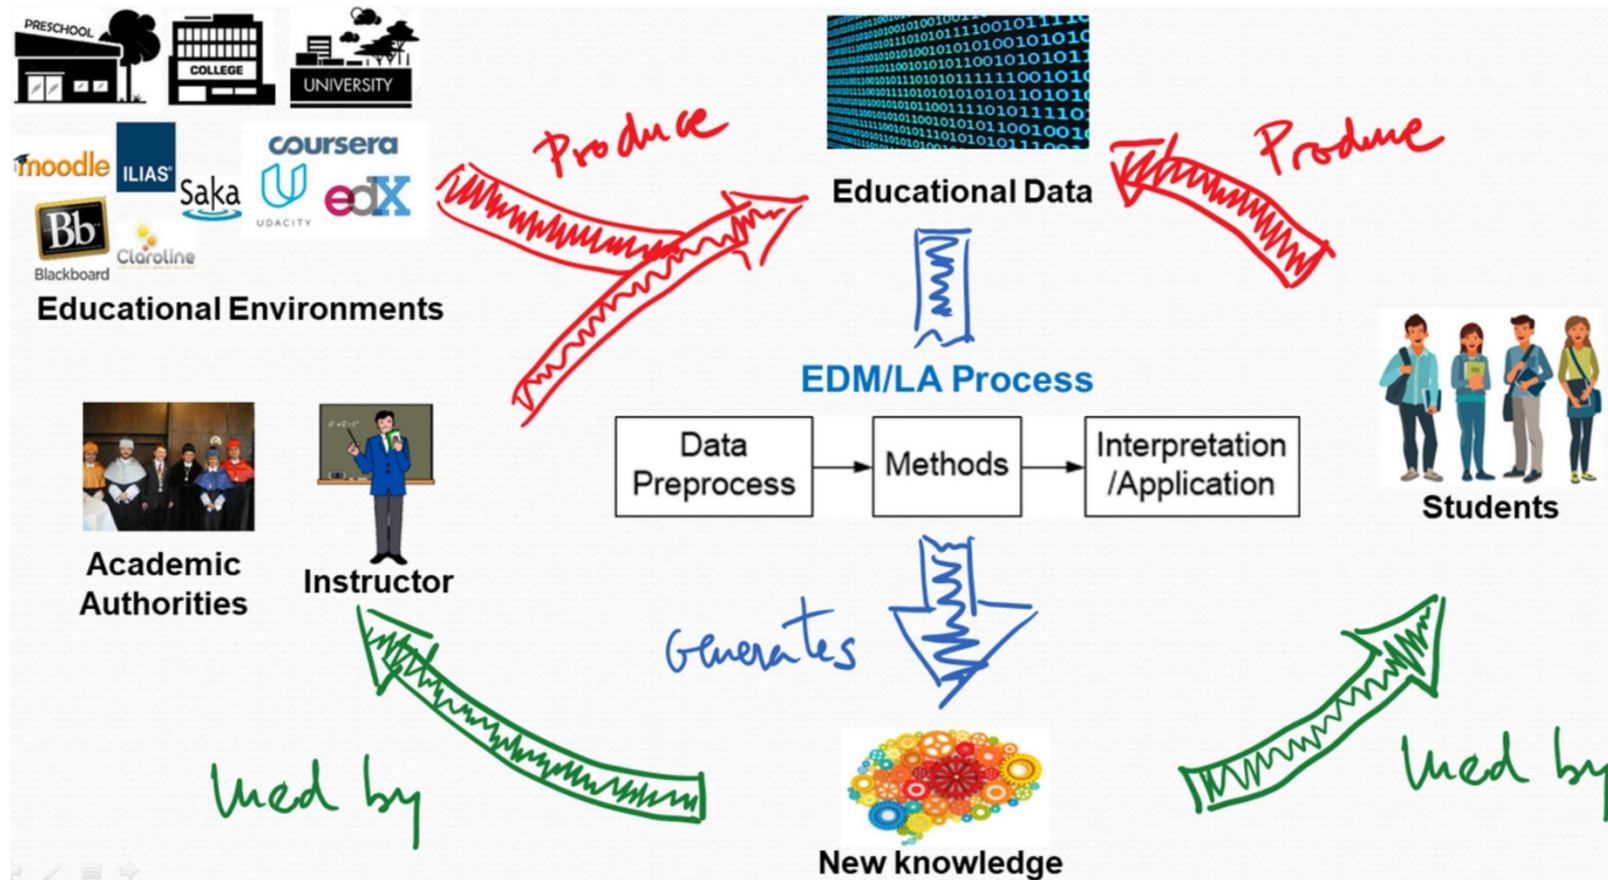 PRESCHOOL
COLLEGE
UNIVERSITY
moodle
ILIAS
Saka
coursera
UDACITY
edX
Bb
Blackboard
Claroline
Educational Environments
Produce
Educational Data
Produce
EDM/LA Process
Data
Preprocess
Methods
Interpretation
/Application
Students
Academic
Authorities
Instructor
Generates
used by
used by
New knowledge